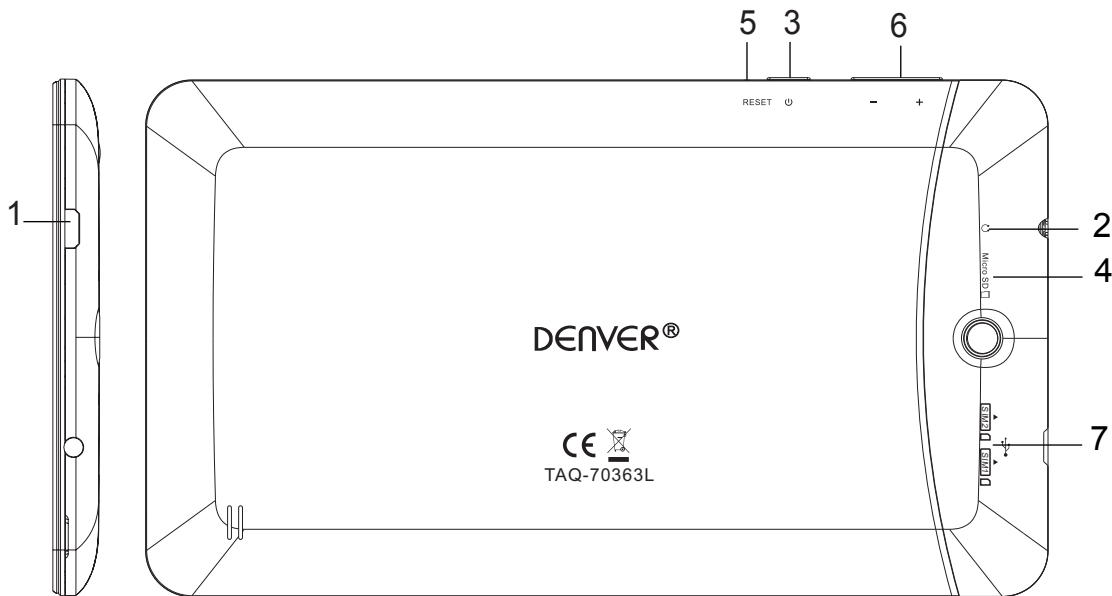 5 3 6
RESET
- +
1
2
Micro SD
4
DENVER®
SIM2
7
SIM1
CE
TAQ-70363L